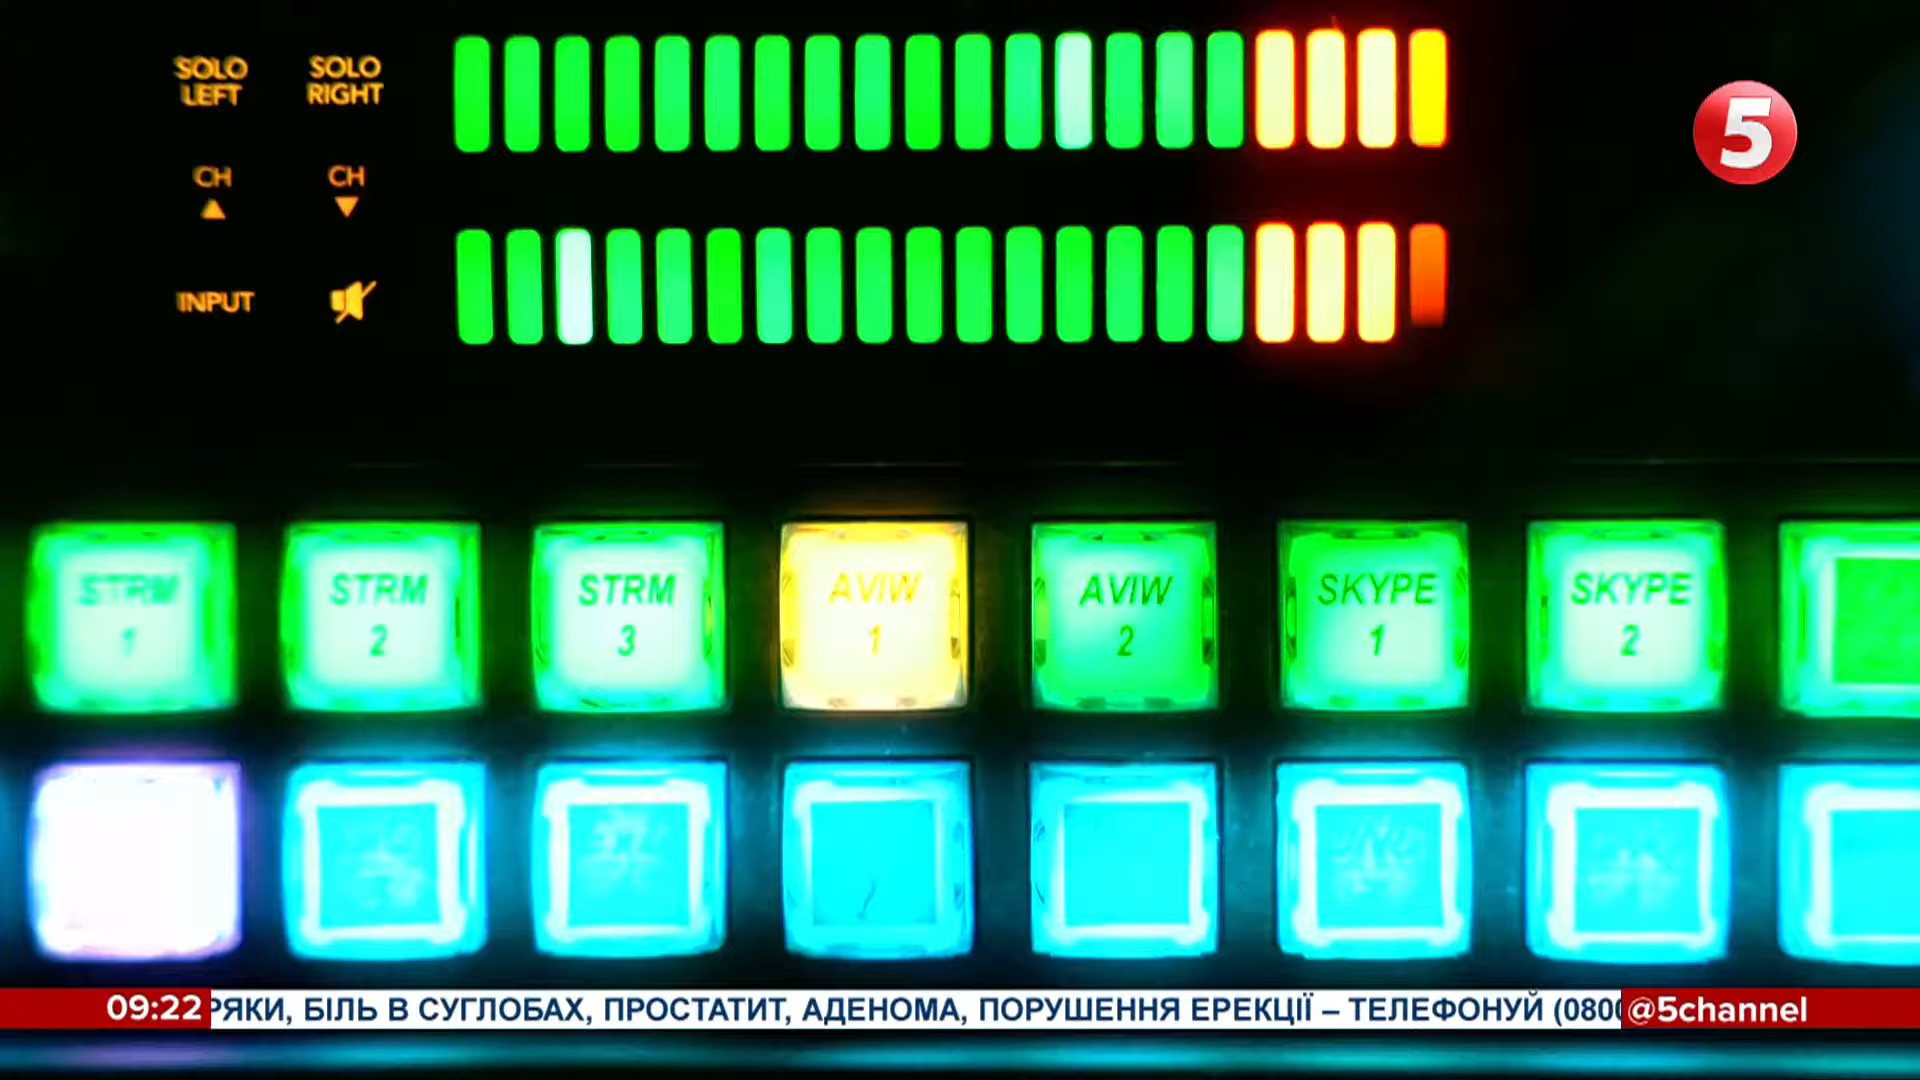 SOLO LEFT
SOLO RIGHT
CH
CH
INPUT
5
STRM 1
STRM 2
STRM 3
AVIW 1
AVIW 2
SKYPE 1
SKYPE 2
09:22
БІЛЬ В СУГЛОБАХ, ПРОСТАТИТ, АДЕНОМА, ПОРУШЕННЯ ЕРЕКЦІЇ – ТЕЛЕФОНУЙ (080
@5channel